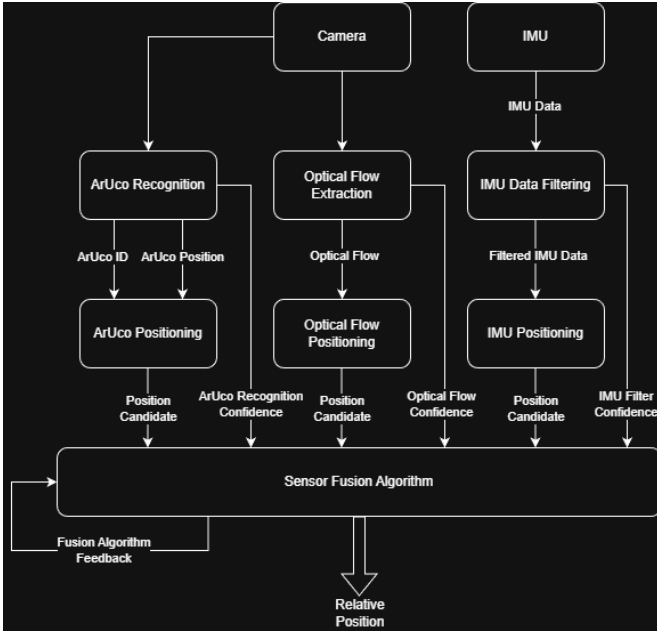 Camera
IMU
IMU Data
ArUco Recognition
Optical Flow
Extraction
IMU Data Filtering
ArUco ID
ArUco Position
Optical Flow
Filtered IMU Data
ArUco Positioning
Optical Flow
Positioning
IMU Positioning
Position
Candidate
ArUco Recognition
Confidence
Position
Candidate
Optical Flow
Confidence
Position
Candidate
IMU Filter
Confidence
Sensor Fusion Algorithm
Fusion Algorithm
Feedback
Relative
Position